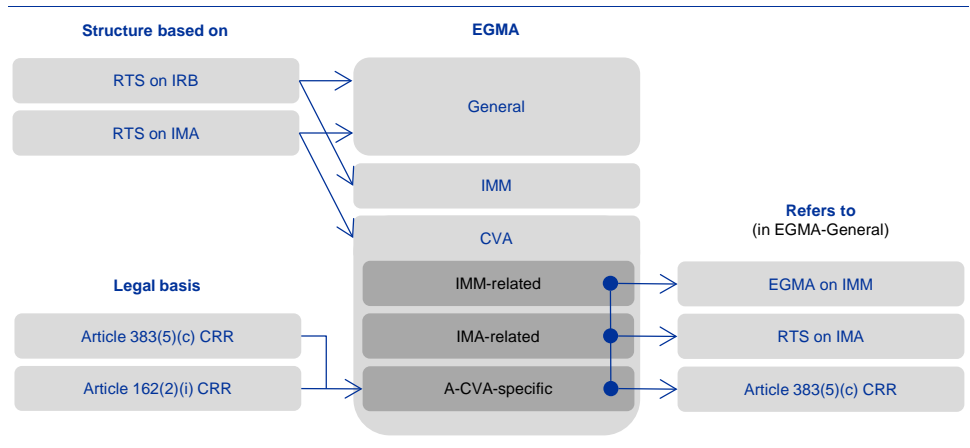 Structure based on
EGMA
RTS on IRB
RTS on IMA
General
IMM
CVA
Refers to
(in EGMA-General)
Legal basis
IMM-related
EGMA on IMM
Article 383(5)(c) CRR
IMA-related
RTS on IMA
Article 162(2)(i) CRR
A-CVA-specific
Article 383(5)(c) CRR